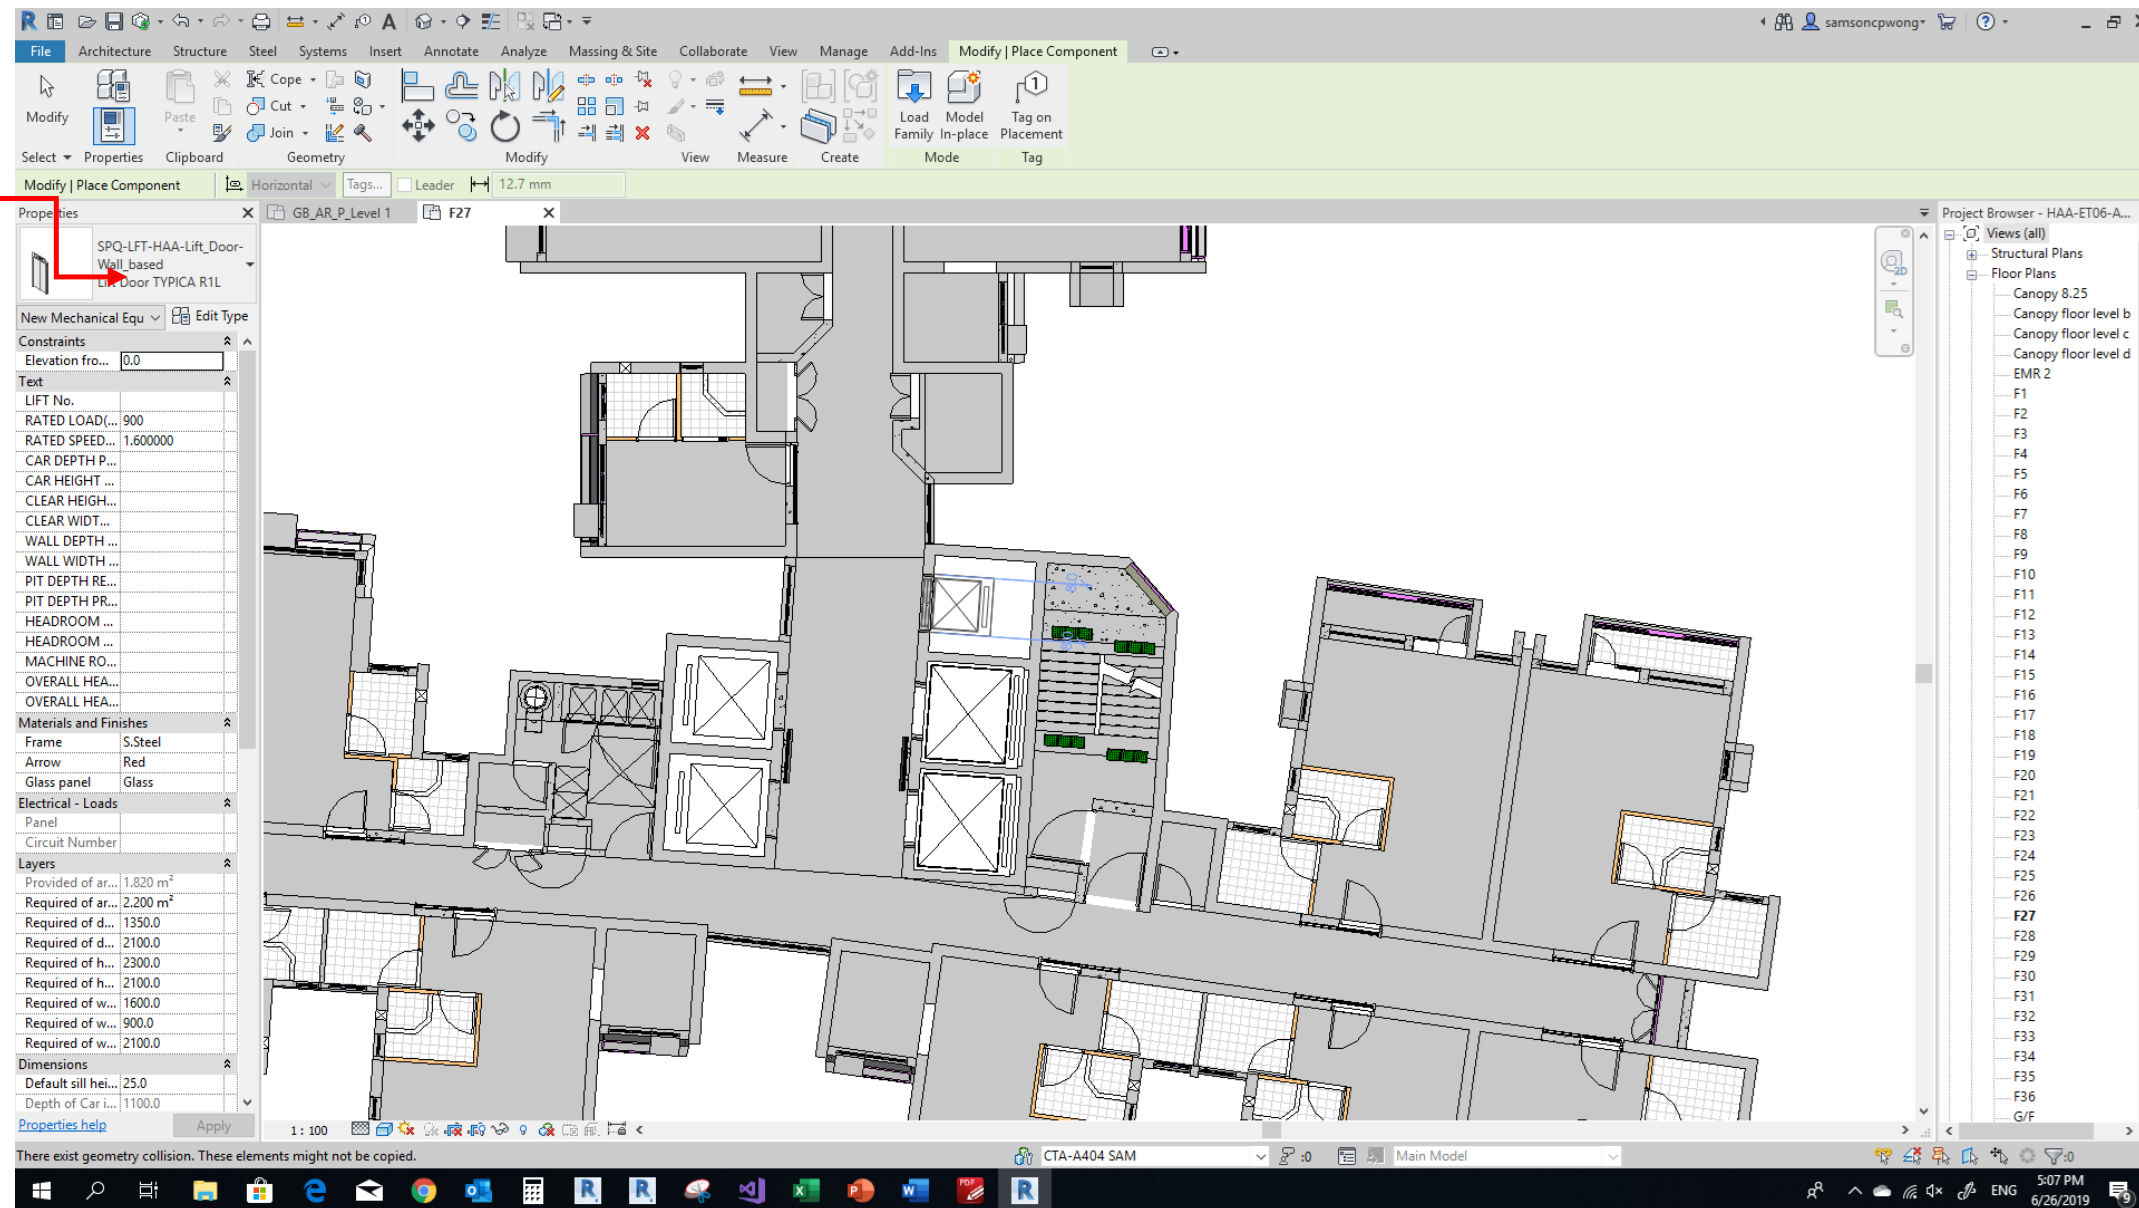 samsoncpwong
File Architecture Structure Steel Systems Insert Annotate Analyze Massing & Site Collaborate View Manage Add-Ins Modify | Place Component
Modify
Paste
Cope
Cut
Join
Load Family
Model In-place
Tag on Placement
Select Properties Clipboard Geometry Modify View Measure Create Mode Tag
Modify | Place Component Horizontal Tags... Leader 12.7 mm
Properties
GB_AR_P_Level 1 F27
SPQ-LFT-HAA-Lift_Door-
Wall_based
Lift Door TYPICA R1L
New Mechanical Equ Edit Type
Constraints
Elevation fro... 0.0
Text
LIFT No.
RATED LOAD(... 900
RATED SPEED... 1.600000
CAR DEPTH P...
CAR HEIGHT ...
CLEAR HEIGH...
CLEAR WIDT...
WALL DEPTH ...
WALL WIDTH ...
PIT DEPTH RE...
PIT DEPTH PR...
HEADROOM ...
HEADROOM ...
MACHINE RO...
OVERALL HEA...
OVERALL HEA...
Materials and Finishes
Frame S.Steel
Arrow Red
Glass panel Glass
Electrical - Loads
Panel
Circuit Number
Layers
Provided of ar... 1.820 m²
Required of ar... 2.200 m²
Required of d... 1350.0
Required of d... 2100.0
Required of h... 2300.0
Required of h... 2100.0
Required of w... 1600.0
Required of w... 900.0
Required of w... 2100.0
Dimensions
Default sill hei... 25.0
Depth of Car i... 1100.0
Properties help Apply
2D
Project Browser - HAA-ET06-A...
Views (all)
Structural Plans
Floor Plans
Canopy 8.25
Canopy floor level b
Canopy floor level c
Canopy floor level d
EMR 2
F1
F2
F3
F4
F5
F6
F7
F8
F9
F10
F11
F12
F13
F14
F15
F16
F17
F18
F19
F20
F21
F22
F23
F24
F25
F26
F27
F28
F29
F30
F31
F32
F33
F34
F35
F36
G/F
1 : 100
There exist geometry collision. These elements might not be copied.
CTA-A404 SAM :0 Main Model :0
ENG
5:07 PM
6/26/2019
9